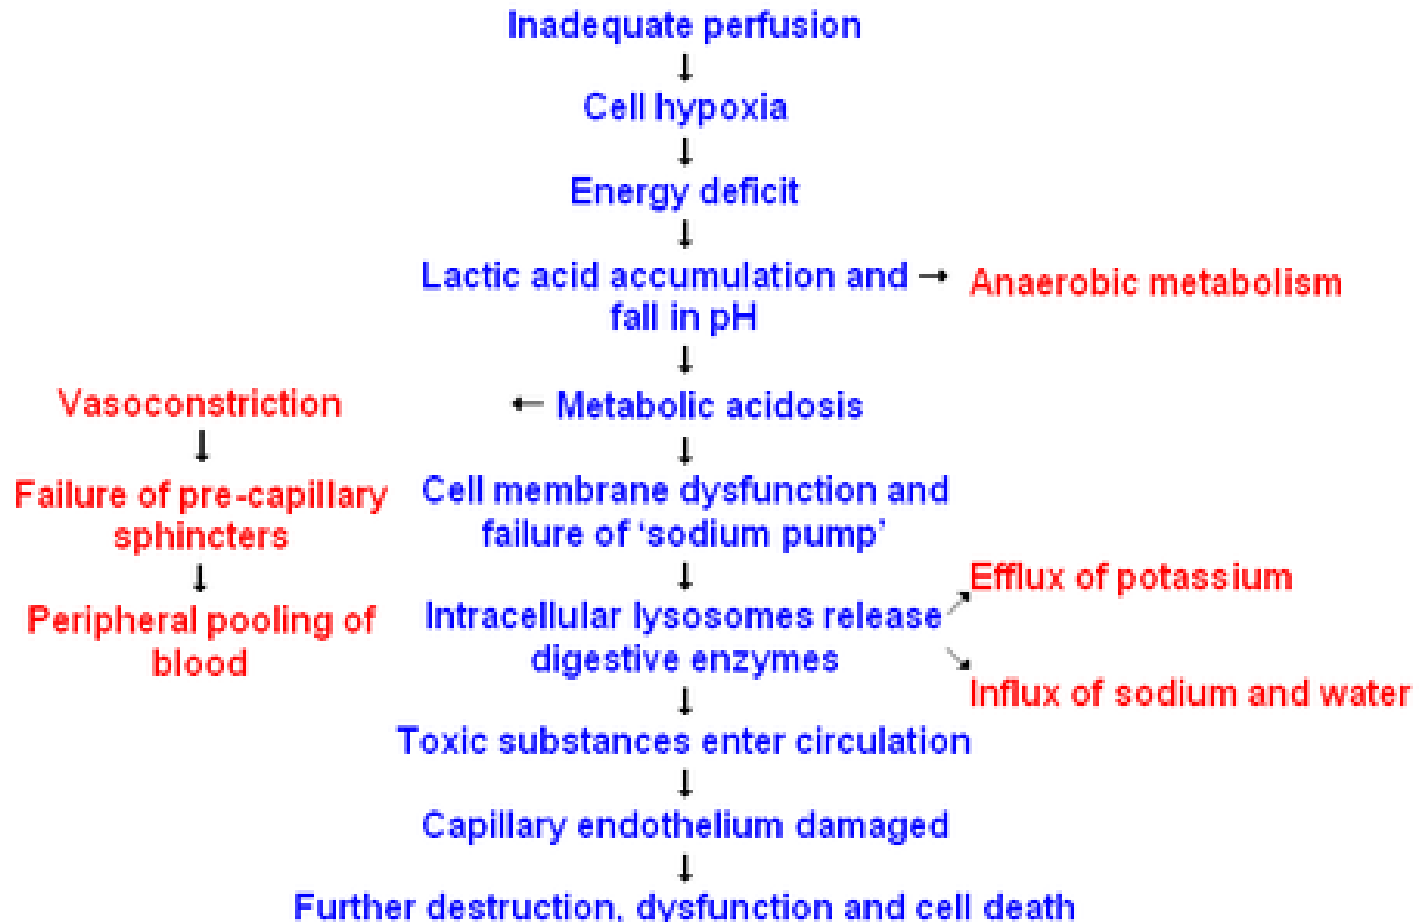 Inadequate perfusion
Cell hypoxia
Energy deficit
Lactic acid accumulation and
fall in pH
Anaerobic metabolism
Metabolic acidosis
Vasoconstriction
Failure of pre-capillary
sphincters
Peripheral pooling of
blood
Cell membrane dysfunction and
failure of ‘sodium pump’
Intracellular lysosomes release
digestive enzymes
Efflux of potassium
Influx of sodium and water
Toxic substances enter circulation
Capillary endothelium damaged
Further destruction, dysfunction and cell death